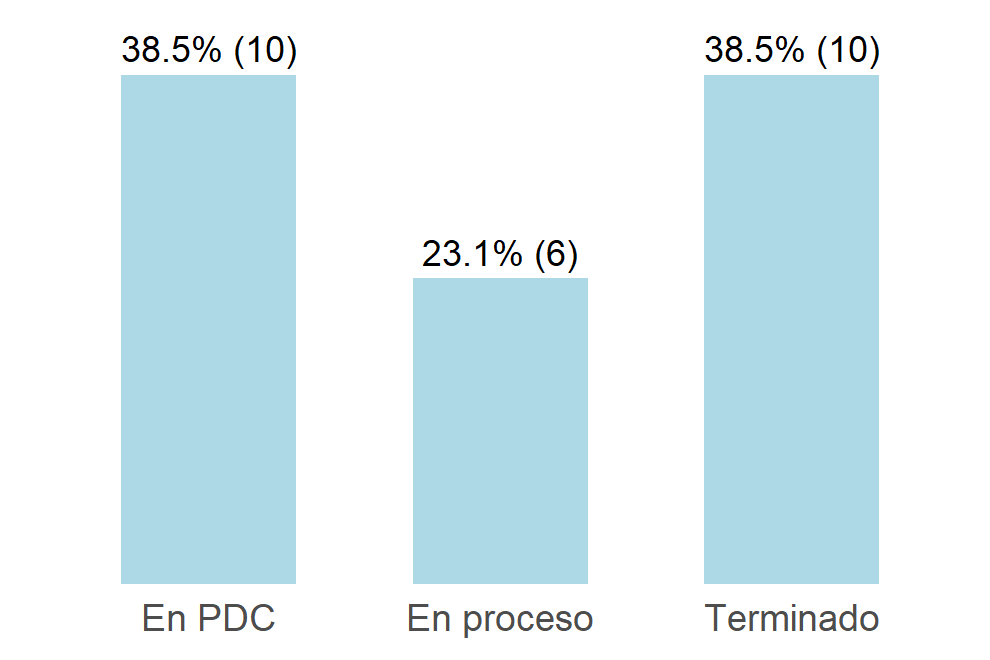 38.5% (10)
38.5% (10)
23.1% (6)
En PDC
En proceso
Terminado